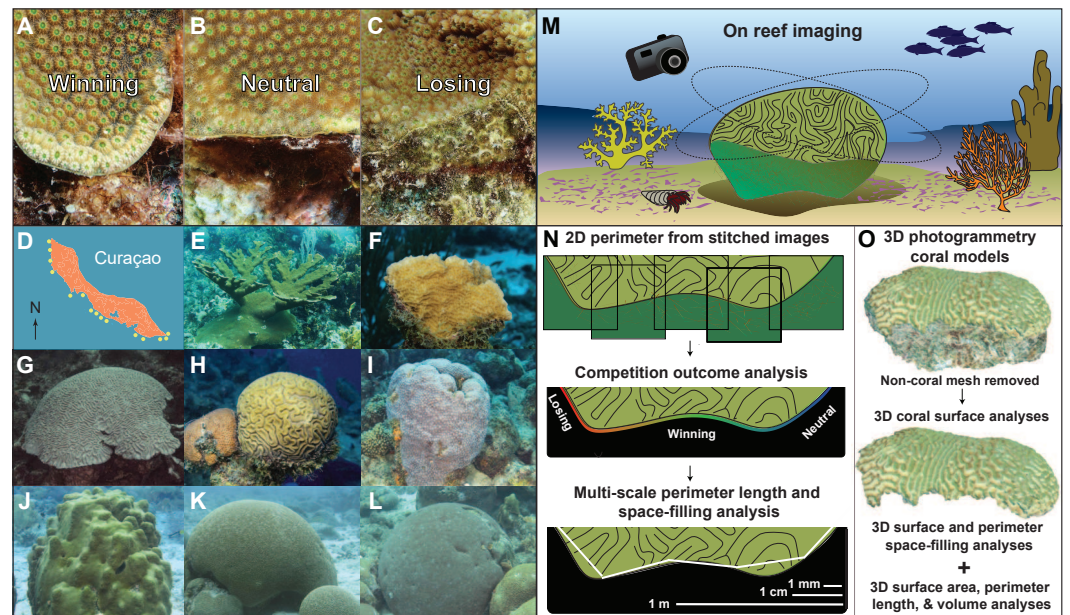 A
Winning
B
Neutral
C
Losing
D
Curaçao
N
E
F
G
H
I
J
K
L
M
On reef imaging
N
2D perimeter from stitched images
Competition outcome analysis
Losing
Winning
Neutral
Multi-scale perimeter length and
space-filling analysis
1 mm
1 cm
1 m
O
3D photogrammetry
coral models
Non-coral mesh removed
3D coral surface analyses
3D surface and perimeter
space-filling analyses
+
3D surface area, perimeter
length, & volume analyses